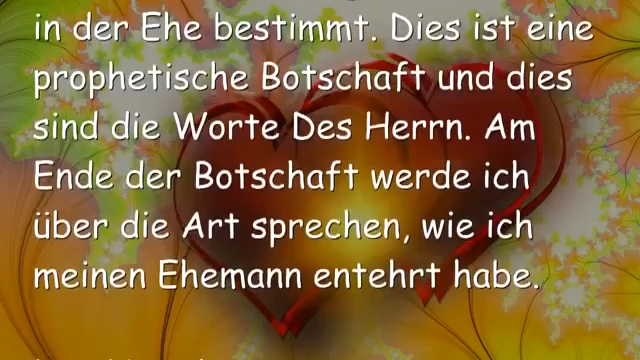 in der Ehe bestimmt. Dies ist eine
prophetische Botschaft und dies
sind die Worte Des Herrn. Am
Ende der Botschaft werde ich
über die Art sprechen, wie ich
meinen Ehemann entehrt habe.